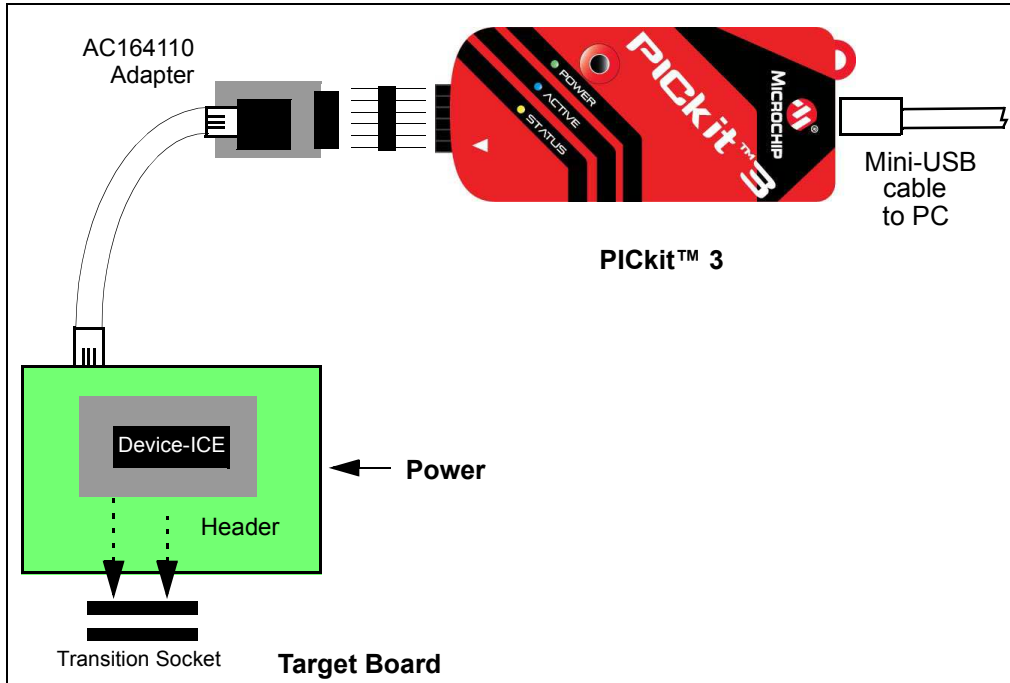 AC164110
Adapter
POWER
ACTIVE
STATUS
PICkit™ 3
MICROCHIP
®
Mini-USB
cable
to PC
PICkit™ 3
Device-ICE
Power
Header
Transition Socket
Target Board